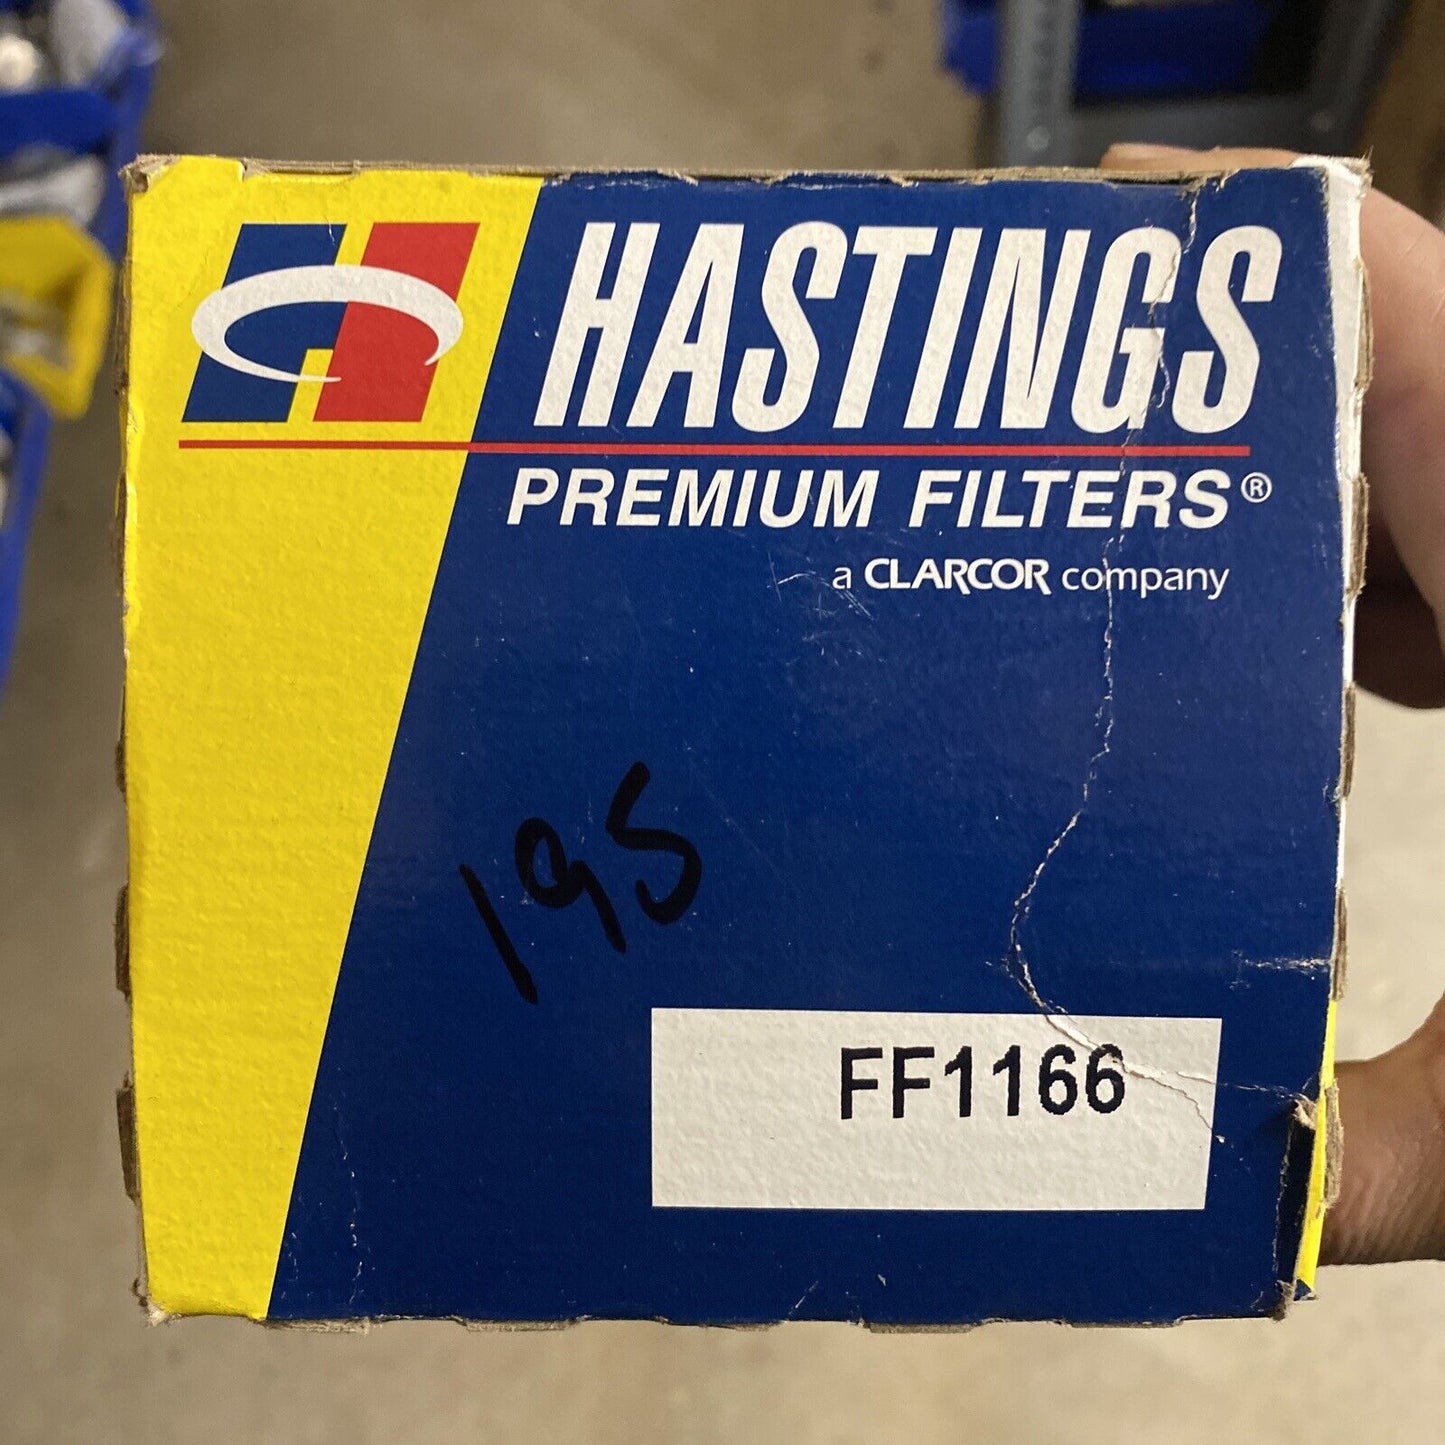 HASTINGS
PREMIUM FILTERS®
a CLARCOR company
195
FF1166